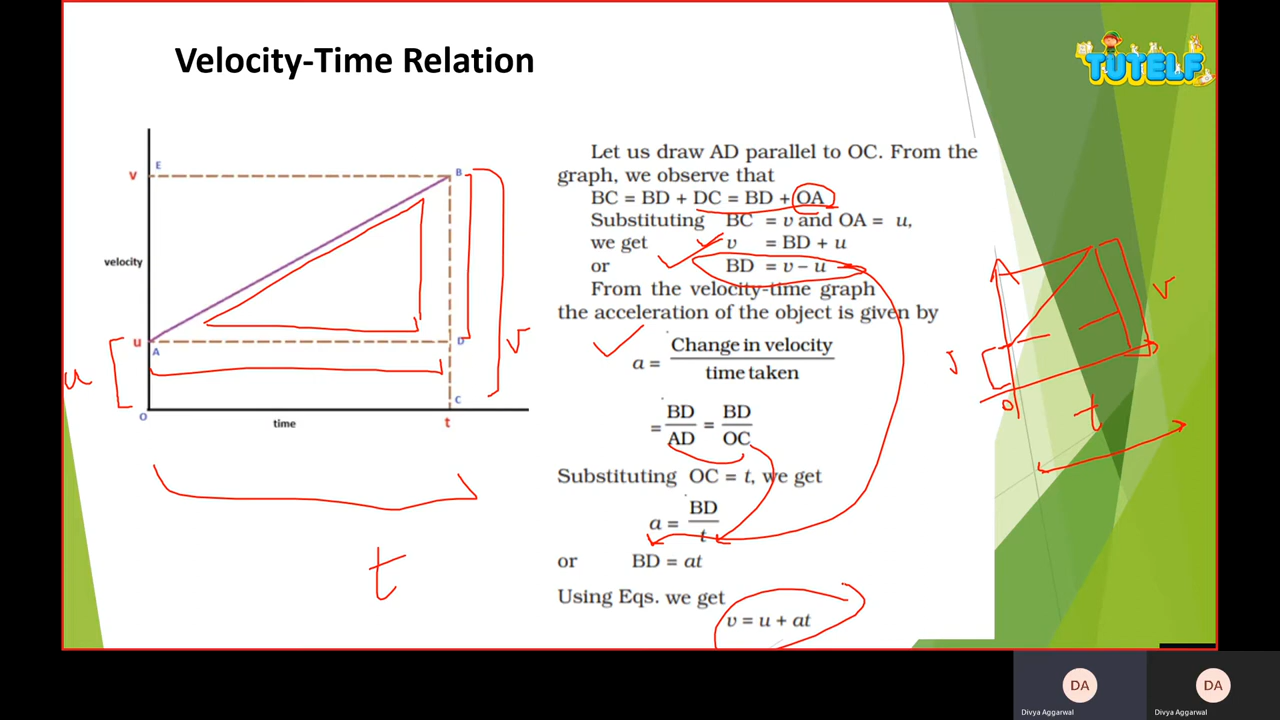 Velocity-Time Relation
TUTELF
Let us draw AD parallel to OC. From the
graph, we observe that
BC = BD + DC = BD + OA
Substituting BC = v and OA = u,
we get v = BD + u
or BD = v – u
From the velocity-time graph
the acceleration of the object is given by
a = Change in velocity / time taken
= BD / AD = BD / OC
Substituting OC = t, we get
a = BD / t
or BD = at
Using Eqs. we get
v = u + at
E
V
B
velocity
u
A
D
O
C
time
t
u
v
t
v
0
t
DA
Divya Aggarwal
DA
Divya Aggarwal